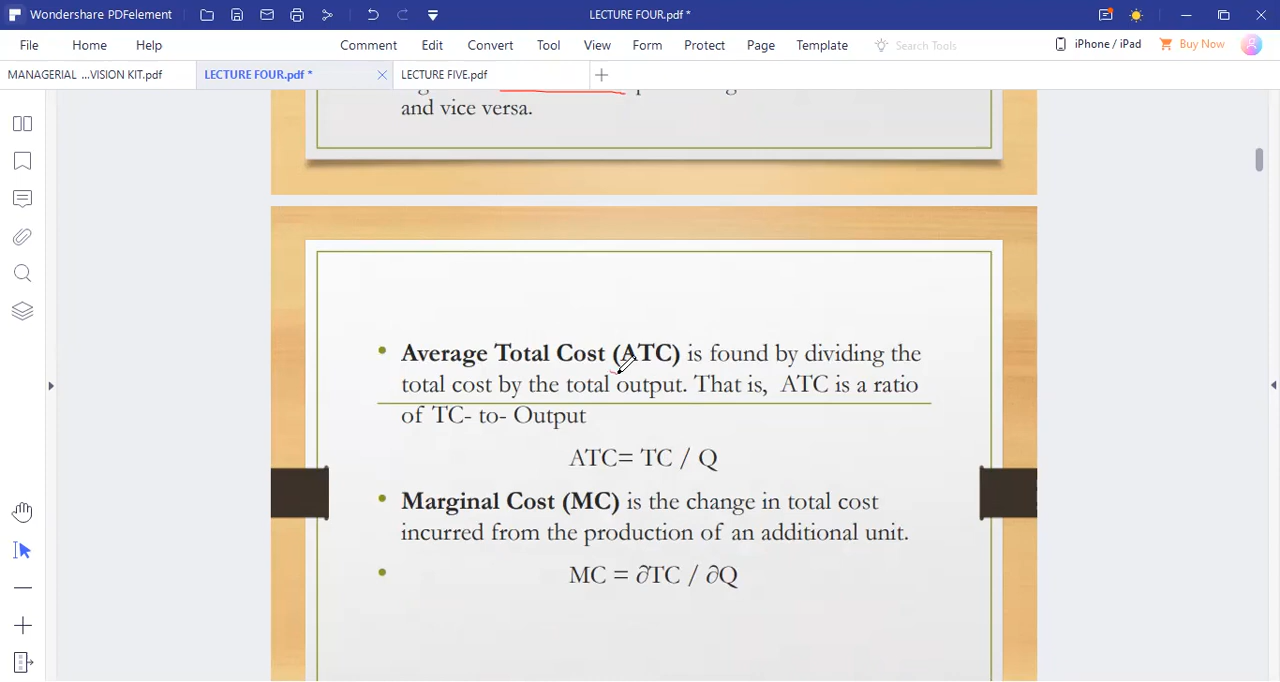 Wondershare PDFelement
LECTURE FOUR.pdf *
File Home Help Comment Edit Convert Tool View Form Protect Page Template Search Tools iPhone / iPad Buy Now
MANAGERIAL ...VISION KIT.pdf LECTURE FOUR.pdf * LECTURE FIVE.pdf
and vice versa.
• Average Total Cost (ATC) is found by dividing the
total cost by the total output. That is, ATC is a ratio
of TC- to- Output
ATC= TC / Q
• Marginal Cost (MC) is the change in total cost
incurred from the production of an additional unit.
• MC = ∂TC / ∂Q